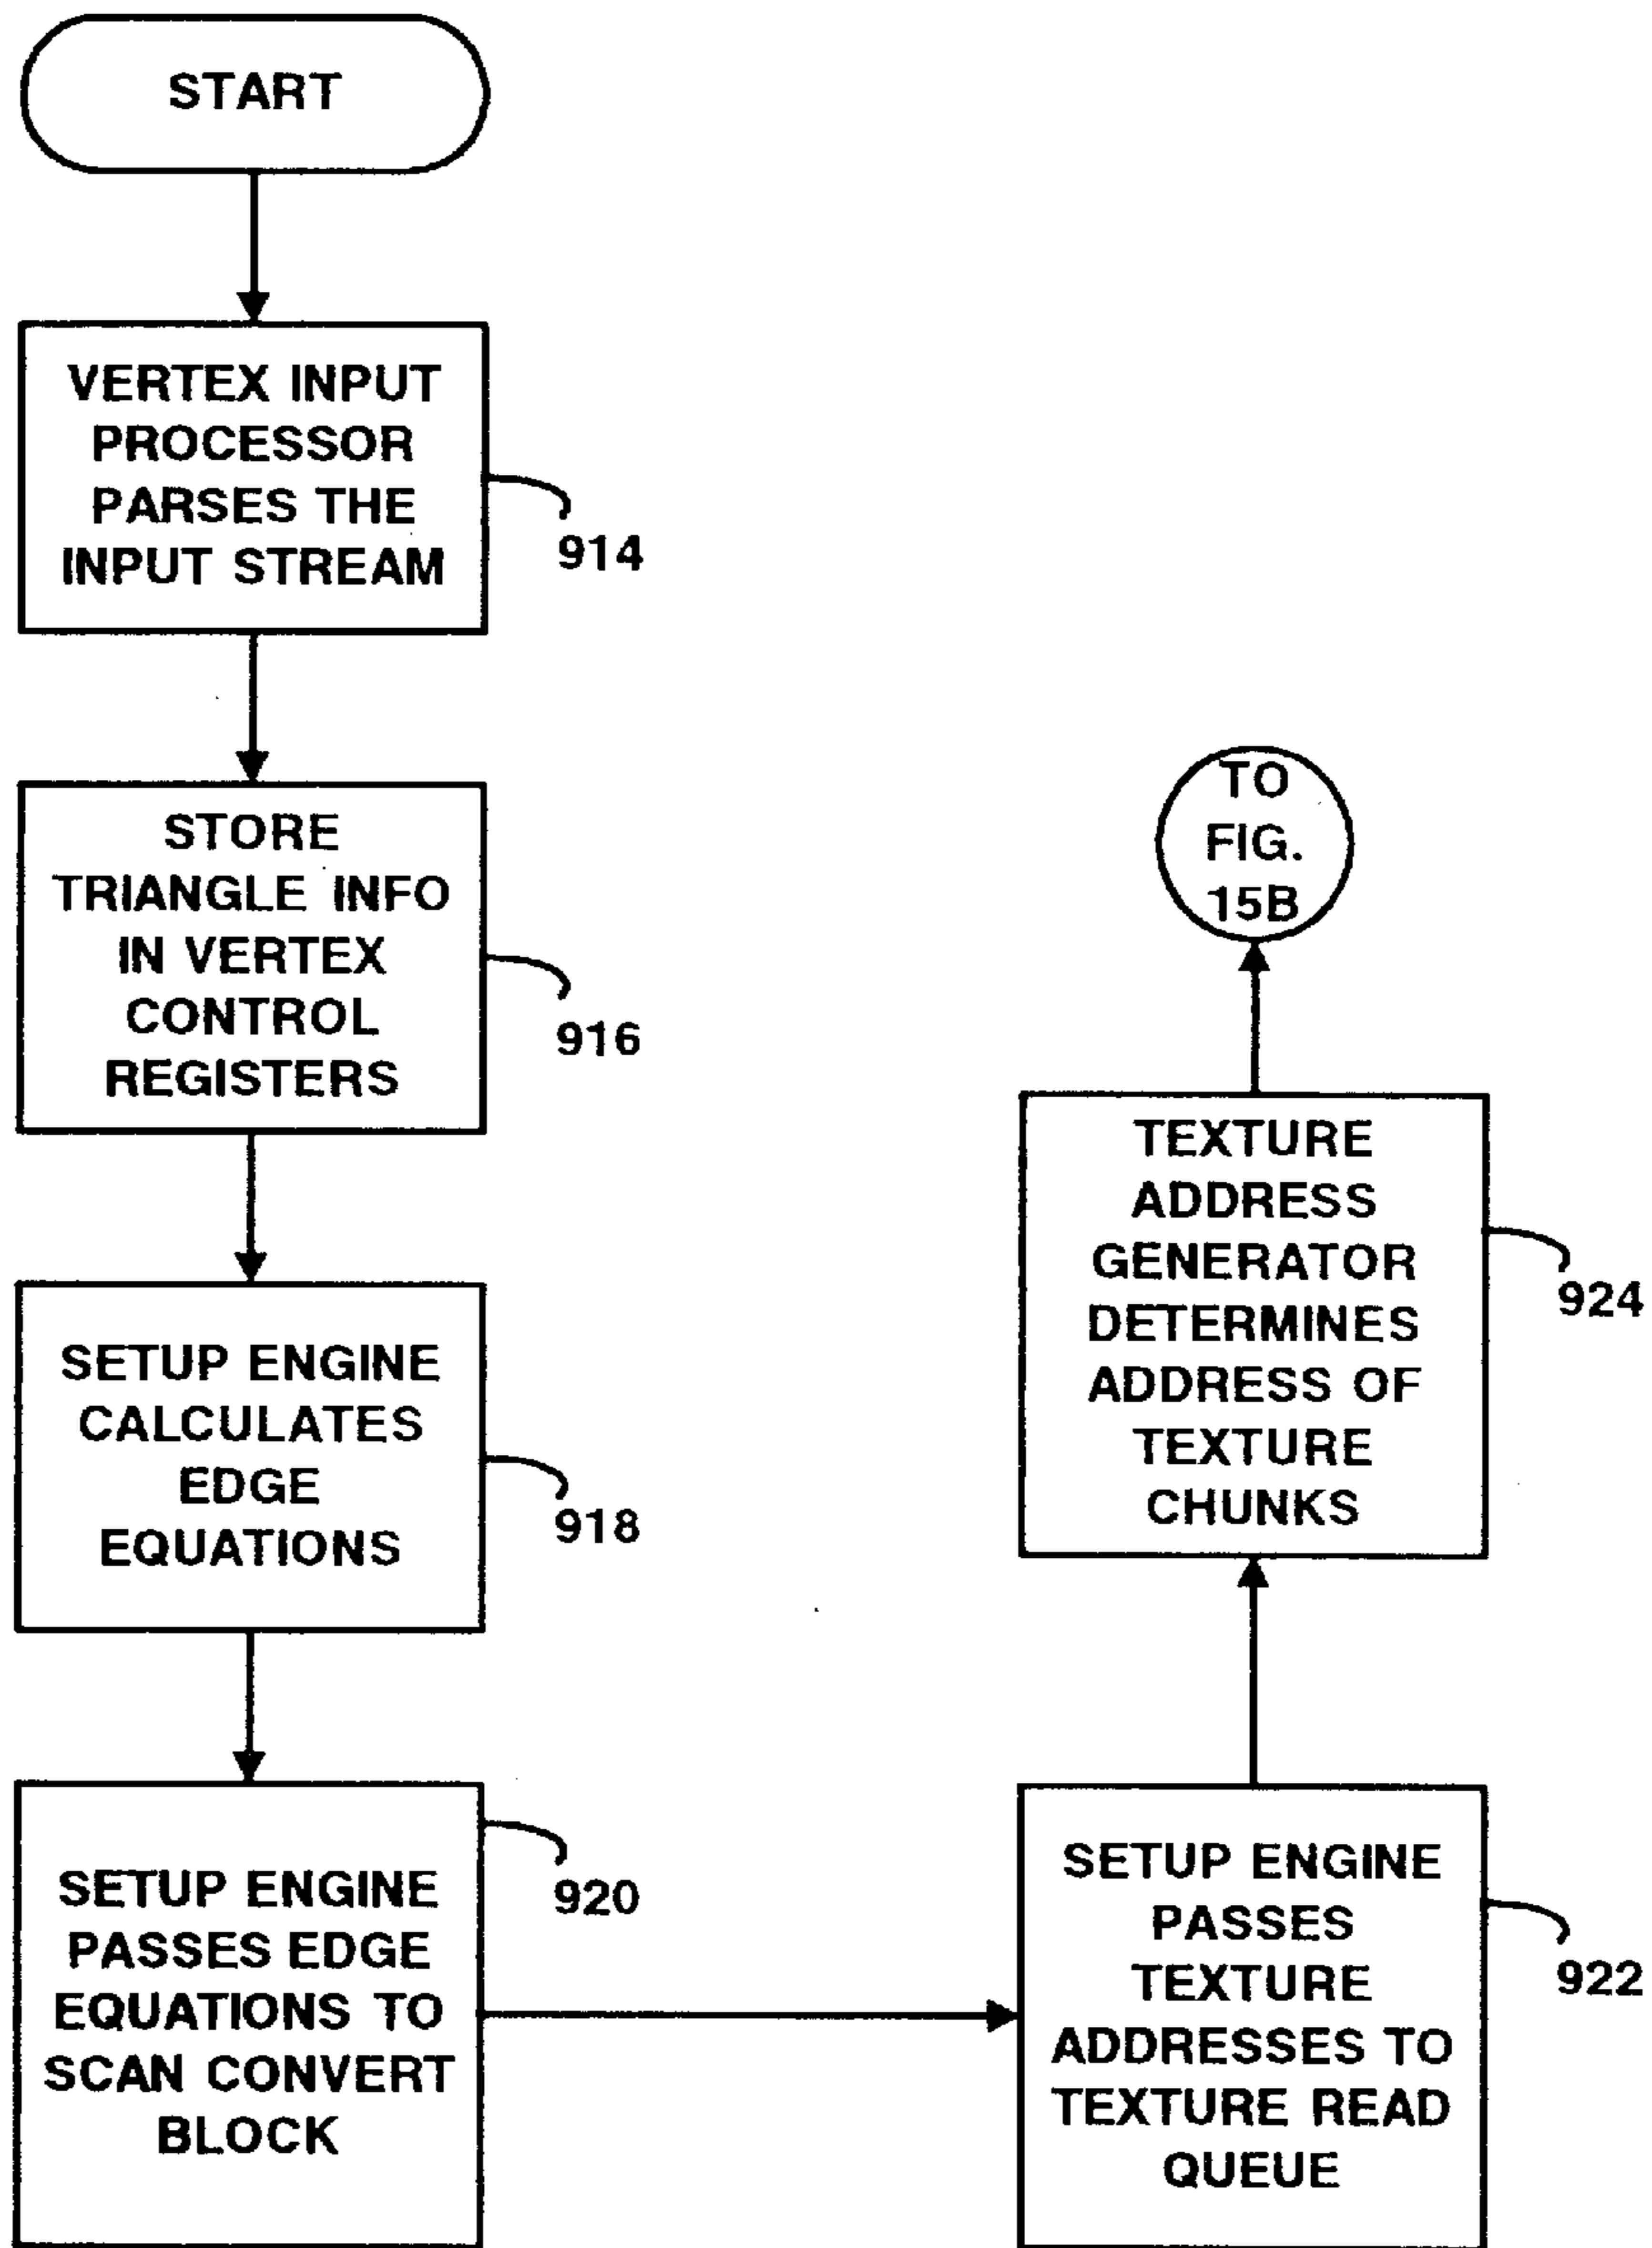 START
VERTEX INPUT
PROCESSOR
PARSES THE
INPUT STREAM
914
STORE
TRIANGLE INFO
IN VERTEX
CONTROL
REGISTERS
916
SETUP ENGINE
CALCULATES
EDGE
EQUATIONS
918
SETUP ENGINE
PASSES EDGE
EQUATIONS TO
SCAN CONVERT
BLOCK
920
SETUP ENGINE
PASSES
TEXTURE
ADDRESSES TO
TEXTURE READ
QUEUE
922
TEXTURE
ADDRESS
GENERATOR
DETERMINES
ADDRESS OF
TEXTURE
CHUNKS
924
TO
FIG.
15B